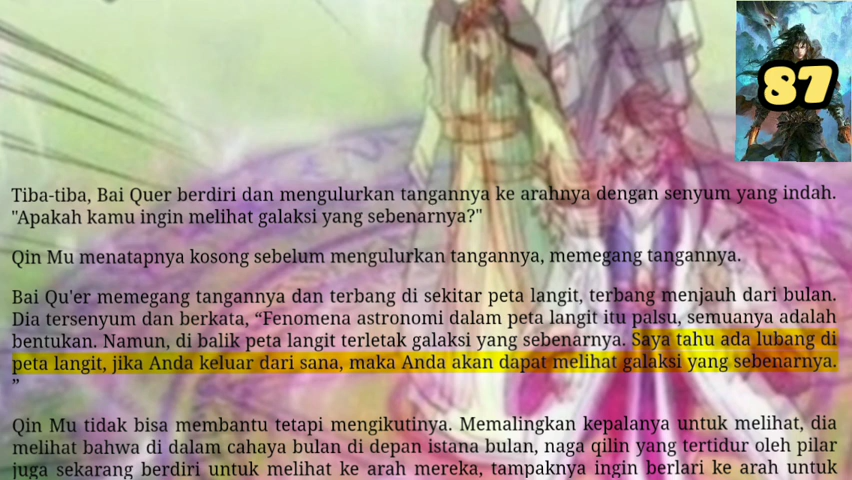 87
Tiba-tiba, Bai Quer berdiri dan mengulurkan tangannya ke arahnya dengan senyum yang indah.
"Apakah kamu ingin melihat galaksi yang sebenarnya?"
Qin Mu menatapnya kosong sebelum mengulurkan tangannya, memegang tangannya.
Bai Qu'er memegang tangannya dan terbang di sekitar peta langit, terbang menjauh dari bulan.
Dia tersenyum dan berkata, “Fenomena astronomi dalam peta langit itu palsu, semuanya adalah
bentukan. Namun, di balik peta langit terletak galaksi yang sebenarnya. Saya tahu ada lubang di
peta langit, jika Anda keluar dari sana, maka Anda akan dapat melihat galaksi yang sebenarnya.
”
Qin Mu tidak bisa membantu tetapi mengikutinya. Memalingkan kepalanya untuk melihat, dia
melihat bahwa di dalam cahaya bulan di depan istana bulan, naga qilin yang tertidur oleh pilar
juga sekarang berdiri untuk melihat ke arah mereka, tampaknya ingin berlari ke arah untuk